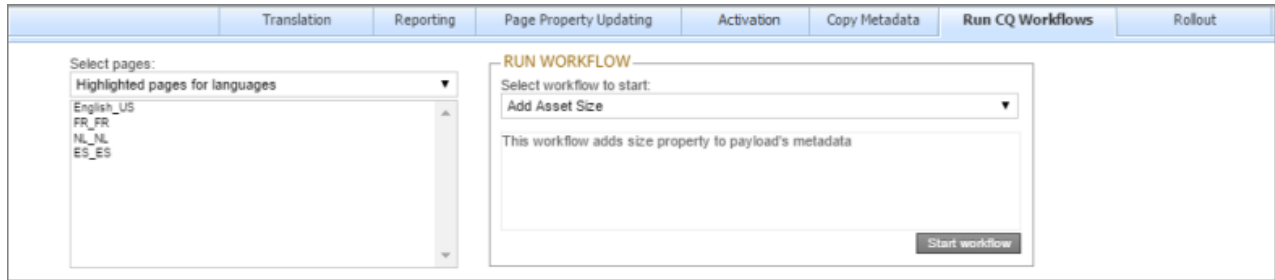 Translation Reporting Page Property Updating Activation Copy Metadata Run CQ Workflows Rollout
Select pages:
Highlighted pages for languages
English_US
FR_FR
NL_NL
ES_ES
RUN WORKFLOW
Select workflow to start:
Add Asset Size
This workflow adds size property to payload's metadata
Start workflow